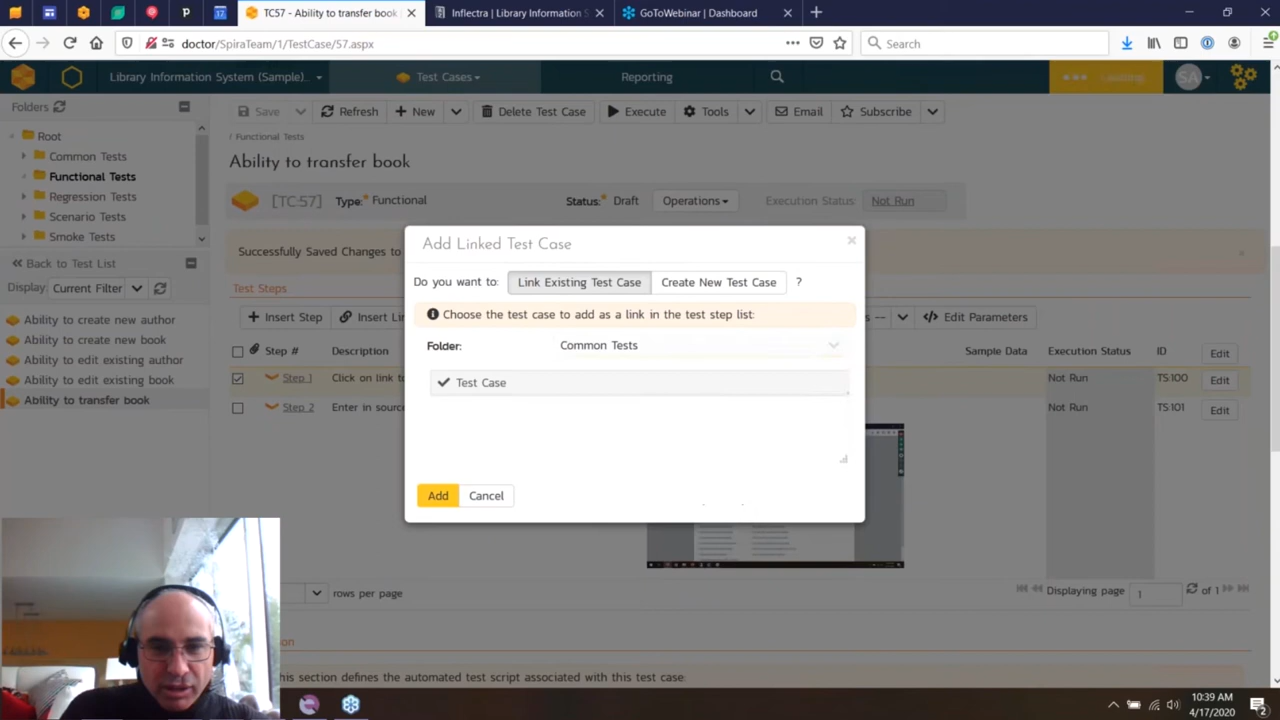 TC57 - Ability to transfer book
Inflectra | Library Information S
GoToWebinar | Dashboard
doctor/SpiraTeam/1/TestCase/57.aspx
Search
Library Information System (Sample)...
Test Cases
Reporting
SA
Folders
Save
Refresh
New
Delete Test Case
Execute
Tools
Email
Subscribe
Root
Common Tests
Functional Tests
Regression Tests
Scenario Tests
Smoke Tests
Functional Tests
Ability to transfer book
[TC:57]
Type:* Functional
Status:* Draft
Operations
Execution Status:
Not Run
Successfully Saved Changes to
Back to Test List
Display: Current Filter
Ability to create new author
Ability to create new book
Ability to edit existing author
Ability to edit existing book
Ability to transfer book
Test Steps
Insert Step
Insert Li
Edit Parameters
Step #
Description
Sample Data
Execution Status
ID
Edit
Step 1
Click on link t
Not Run
TS:100
Edit
Step 2
Enter in sourc
Not Run
TS:101
Edit
Add Linked Test Case
Do you want to:
Link Existing Test Case
Create New Test Case
?
Choose the test case to add as a link in the test step list:
Folder:
Common Tests
Test Case
Add
Cancel
rows per page
Displaying page
1
of 1
his section defines the automated test script associated with this test case:
10:39 AM
4/17/2020
2